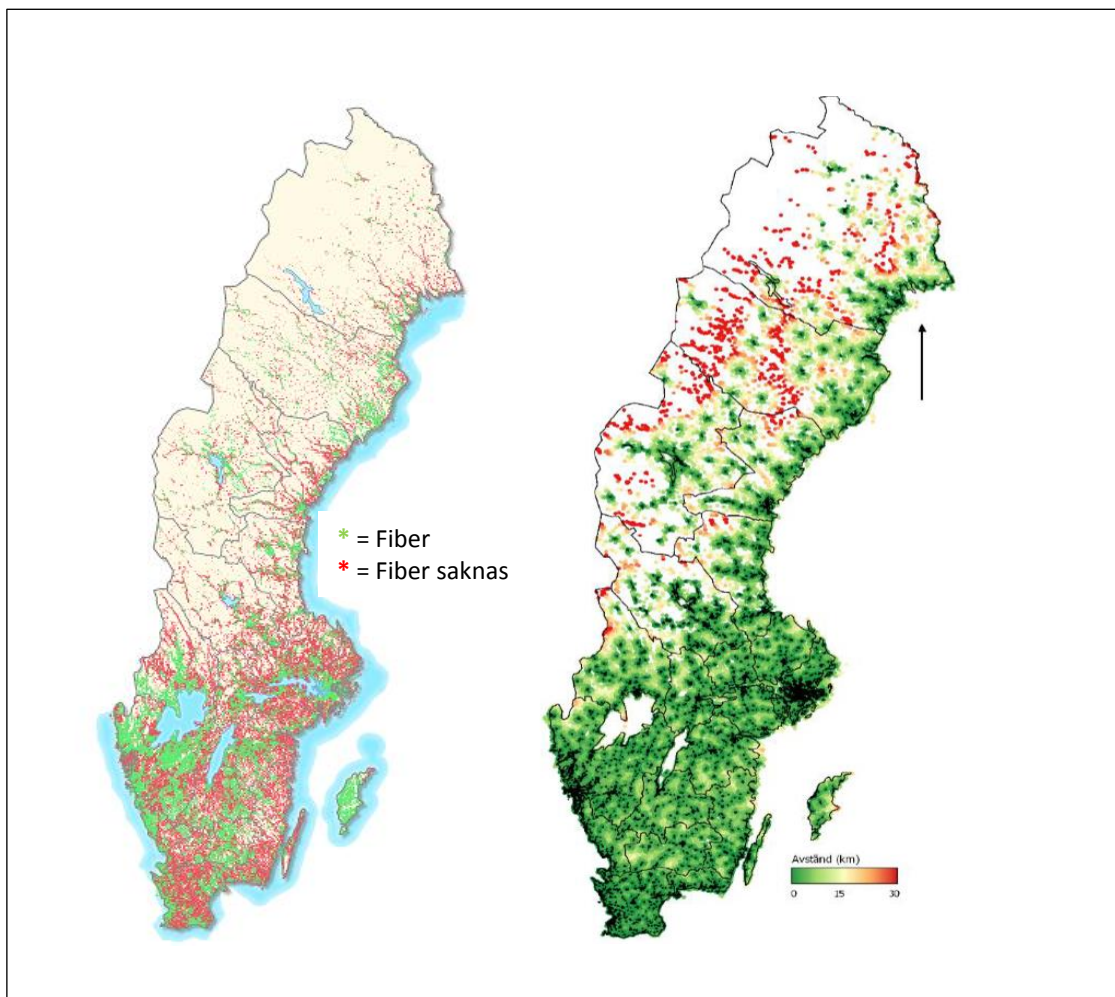 * = Fiber
* = Fiber saknas
Avstånd (km)
0 15 30